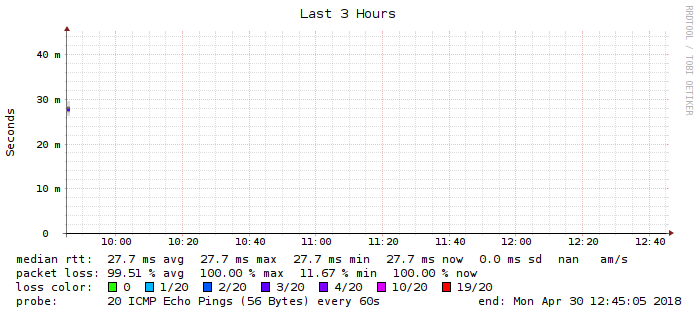 Last 3 Hours
RRDTOOL / TOBI OETIKER
Seconds
40 m
30 m
20 m
10 m
0
10:00 10:20 10:40 11:00 11:20 11:40 12:00 12:20 12:40
median rtt: 27.7 ms avg 27.7 ms max 27.7 ms min 27.7 ms now 0.0 ms sd nan am/s
packet loss: 99.51 % avg 100.00 % max 11.67 % min 100.00 % now
loss color: 0 1/20 2/20 3/20 4/20 10/20 19/20
probe: 20 ICMP Echo Pings (56 Bytes) every 60s end: Mon Apr 30 12:45:05 2018